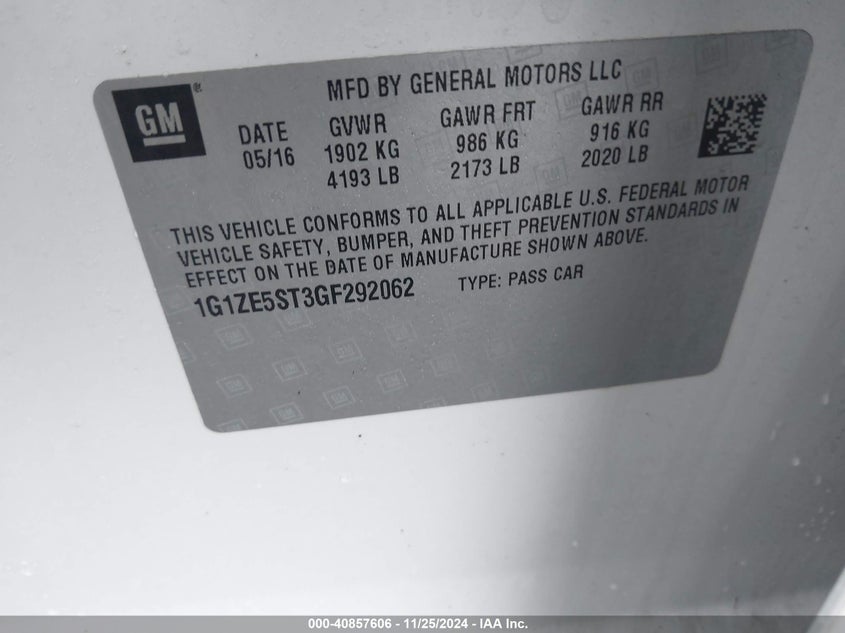 GM®
MFD BY GENERAL MOTORS LLC
DATE GVWR GAWR FRT GAWR RR
05/16 1902 KG 986 KG 916 KG
4193 LB 2173 LB 2020 LB
THIS VEHICLE CONFORMS TO ALL APPLICABLE U.S. FEDERAL MOTOR
VEHICLE SAFETY, BUMPER, AND THEFT PREVENTION STANDARDS IN
EFFECT ON THE DATE OF MANUFACTURE SHOWN ABOVE.
1G1ZE5ST3GF292062 TYPE: PASS CAR
000-40857606 - 11/25/2024 - IAA Inc.